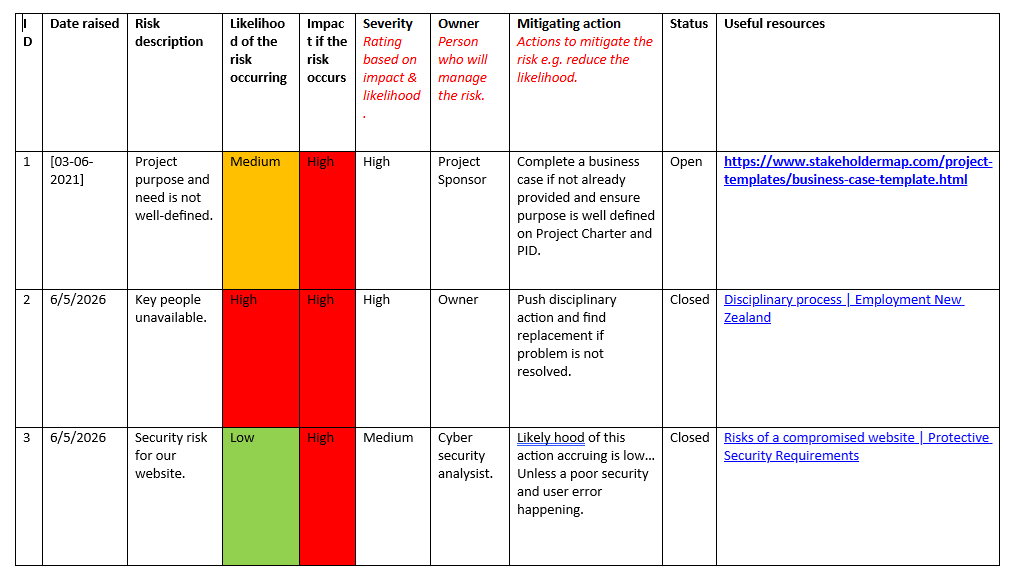 I
D
Date raised
Risk
description
Likelihoo
d of the
risk
occurring
Impac
t if the
risk
occurs
Severity
Rating
based on
impact &
likelihood
.
Owner
Person
who will
manage
the risk.
Mitigating action
Actions to mitigate the
risk e.g. reduce the
likelihood.
Status
Useful resources
1
[03-06-
2021]
Project
purpose and
need is not
well-defined.
Medium
High
High
Project
Sponsor
Complete a business
case if not already
provided and ensure
purpose is well defined
on Project Charter and
PID.
Open
https://www.stakeholdermap.com/project-
templates/business-case-template.html
2
6/5/2026
Key people
unavailable.
High
High
High
Owner
Push disciplinary
action and find
replacement if
problem is not
resolved.
Closed
Disciplinary process | Employment New
Zealand
3
6/5/2026
Security risk
for our
website.
Low
High
Medium
Cyber
security
analysist.
Likely hood of this
action accruing is low...
Unless a poor security
and user error
happening.
Closed
Risks of a compromised website | Protective
Security Requirements